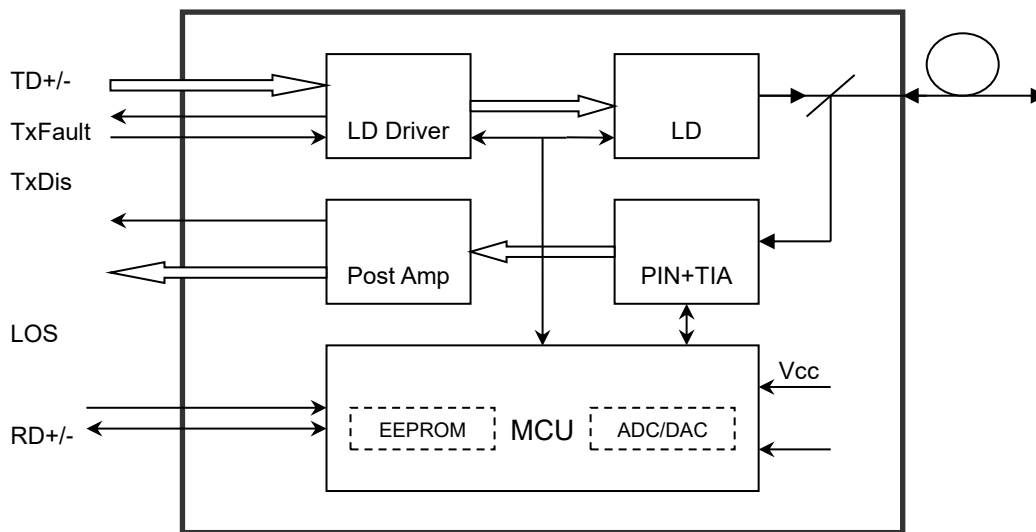 TD+/-
TxFault
TxDis
LOS
RD+/-
LD Driver
LD
Post Amp
PIN+TIA
Vcc
EEPROM
MCU
ADC/DAC